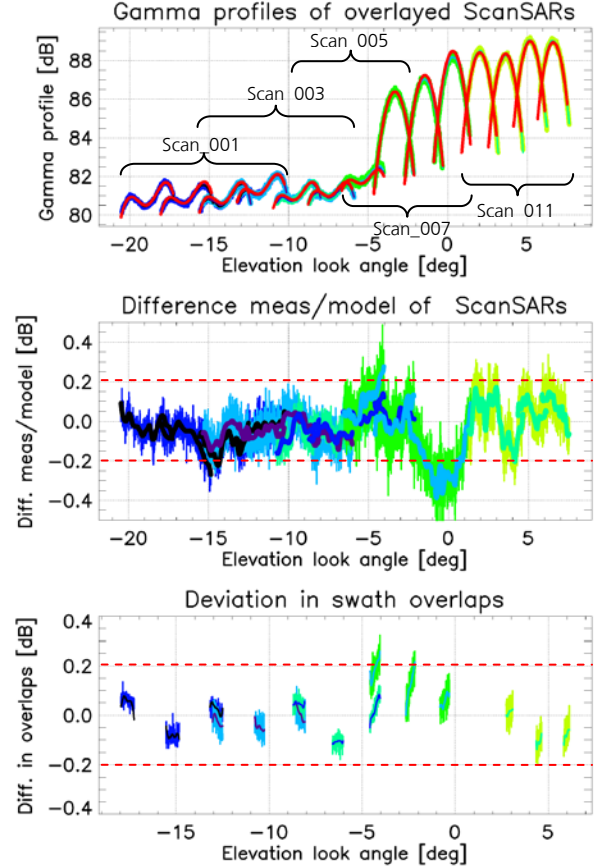 Gamma profiles of overlayed ScanSARs
Gamma profile [dB]
88
86
84
82
80
Scan_005
Scan_003
Scan_001
Scan_007
Scan_011
-20 -15 -10 -5 0 5
Elevation look angle [deg]
Difference meas/model of ScanSARs
Diff. meas/model [dB]
0.4
0.2
0.0
-0.2
-0.4
-20 -15 -10 -5 0 5
Elevation look angle [deg]
Deviation in swath overlaps
Diff. in overlaps [dB]
0.4
0.2
0.0
-0.2
-0.4
-15 -10 -5 0 5
Elevation look angle [deg]